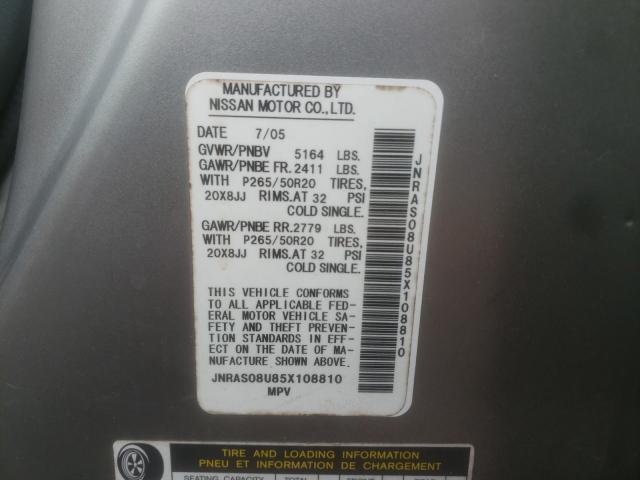 MANUFACTURED BY
NISSAN MOTOR CO., LTD.
DATE 7/05
GVWR/PNBV 5164 LBS.
GAWR/PNBE FR. 2411 LBS.
WITH P265/50R20 TIRES,
20X8JJ RIMS. AT 32 PSI
COLD SINGLE.
GAWR/PNBE RR. 2779 LBS.
WITH P265/50R20 TIRES,
20X8JJ RIMS. AT 32 PSI
COLD SINGLE.
THIS VEHICLE CONFORMS
TO ALL APPLICABLE FED-
ERAL MOTOR VEHICLE SA-
FETY AND THEFT PREVEN-
TION STANDARDS IN EFF-
ECT ON THE DATE OF MA-
NUFACTURE SHOWN ABOVE.
JNRAS08U85X108810
MPV
JNRAS08U85X108810
TIRE AND LOADING INFORMATION
PNEU ET INFORMATION DE CHARGEMENT
SEATING CAPACITY TOTAL